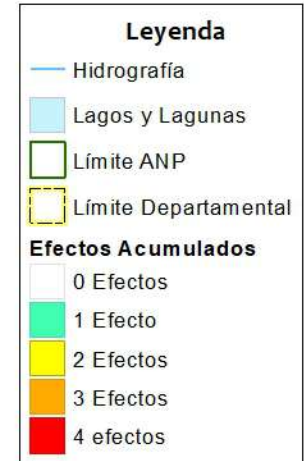 Leyenda
Hidrografía
Lagos y Lagunas
Límite ANP
Límite Departamental
Efectos Acumulados
0 Efectos
1 Efecto
2 Efectos
3 Efectos
4 efectos